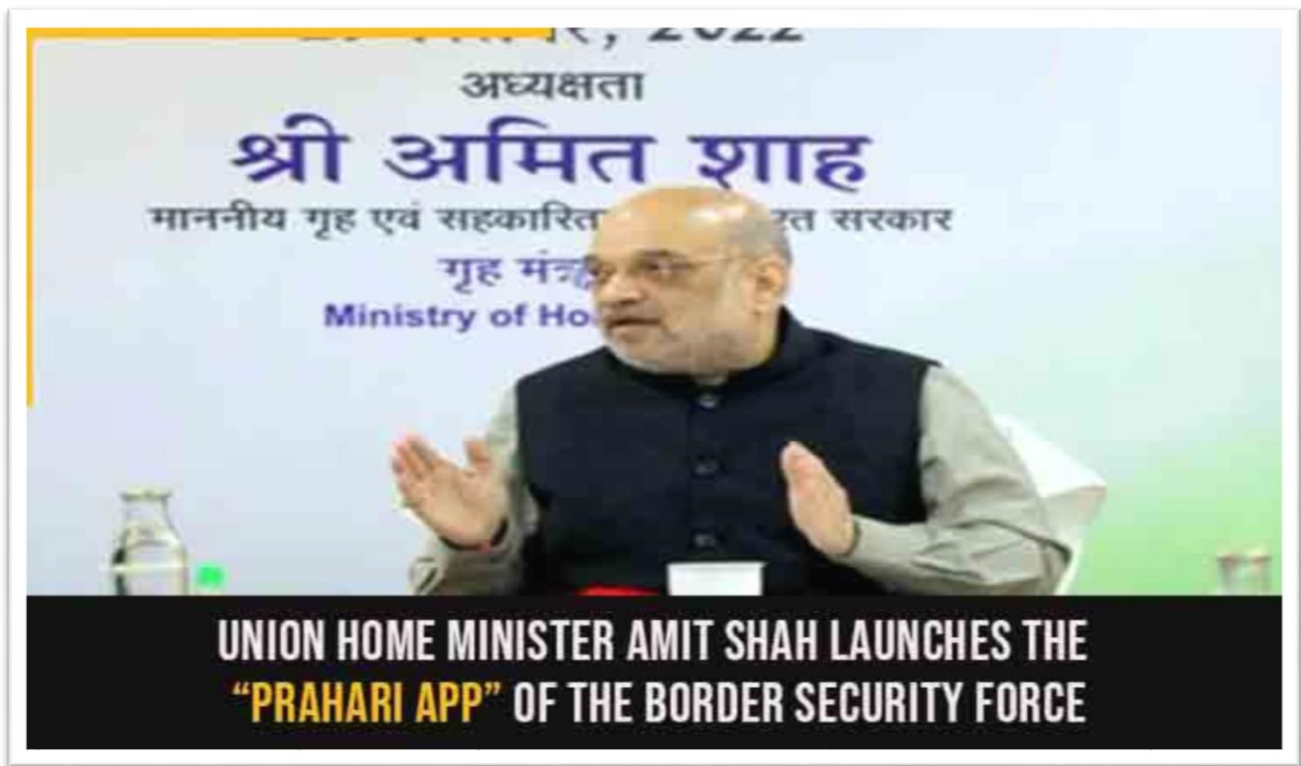 2022
अध्यक्षता
श्री अमित शाह
माननीय गृह एवं सहकारिता सरकार
गृह
Ministry of
UNION HOME MINISTER AMIT SHAH LAUNCHES THE
“PRAHARI APP” OF THE BORDER SECURITY FORCE